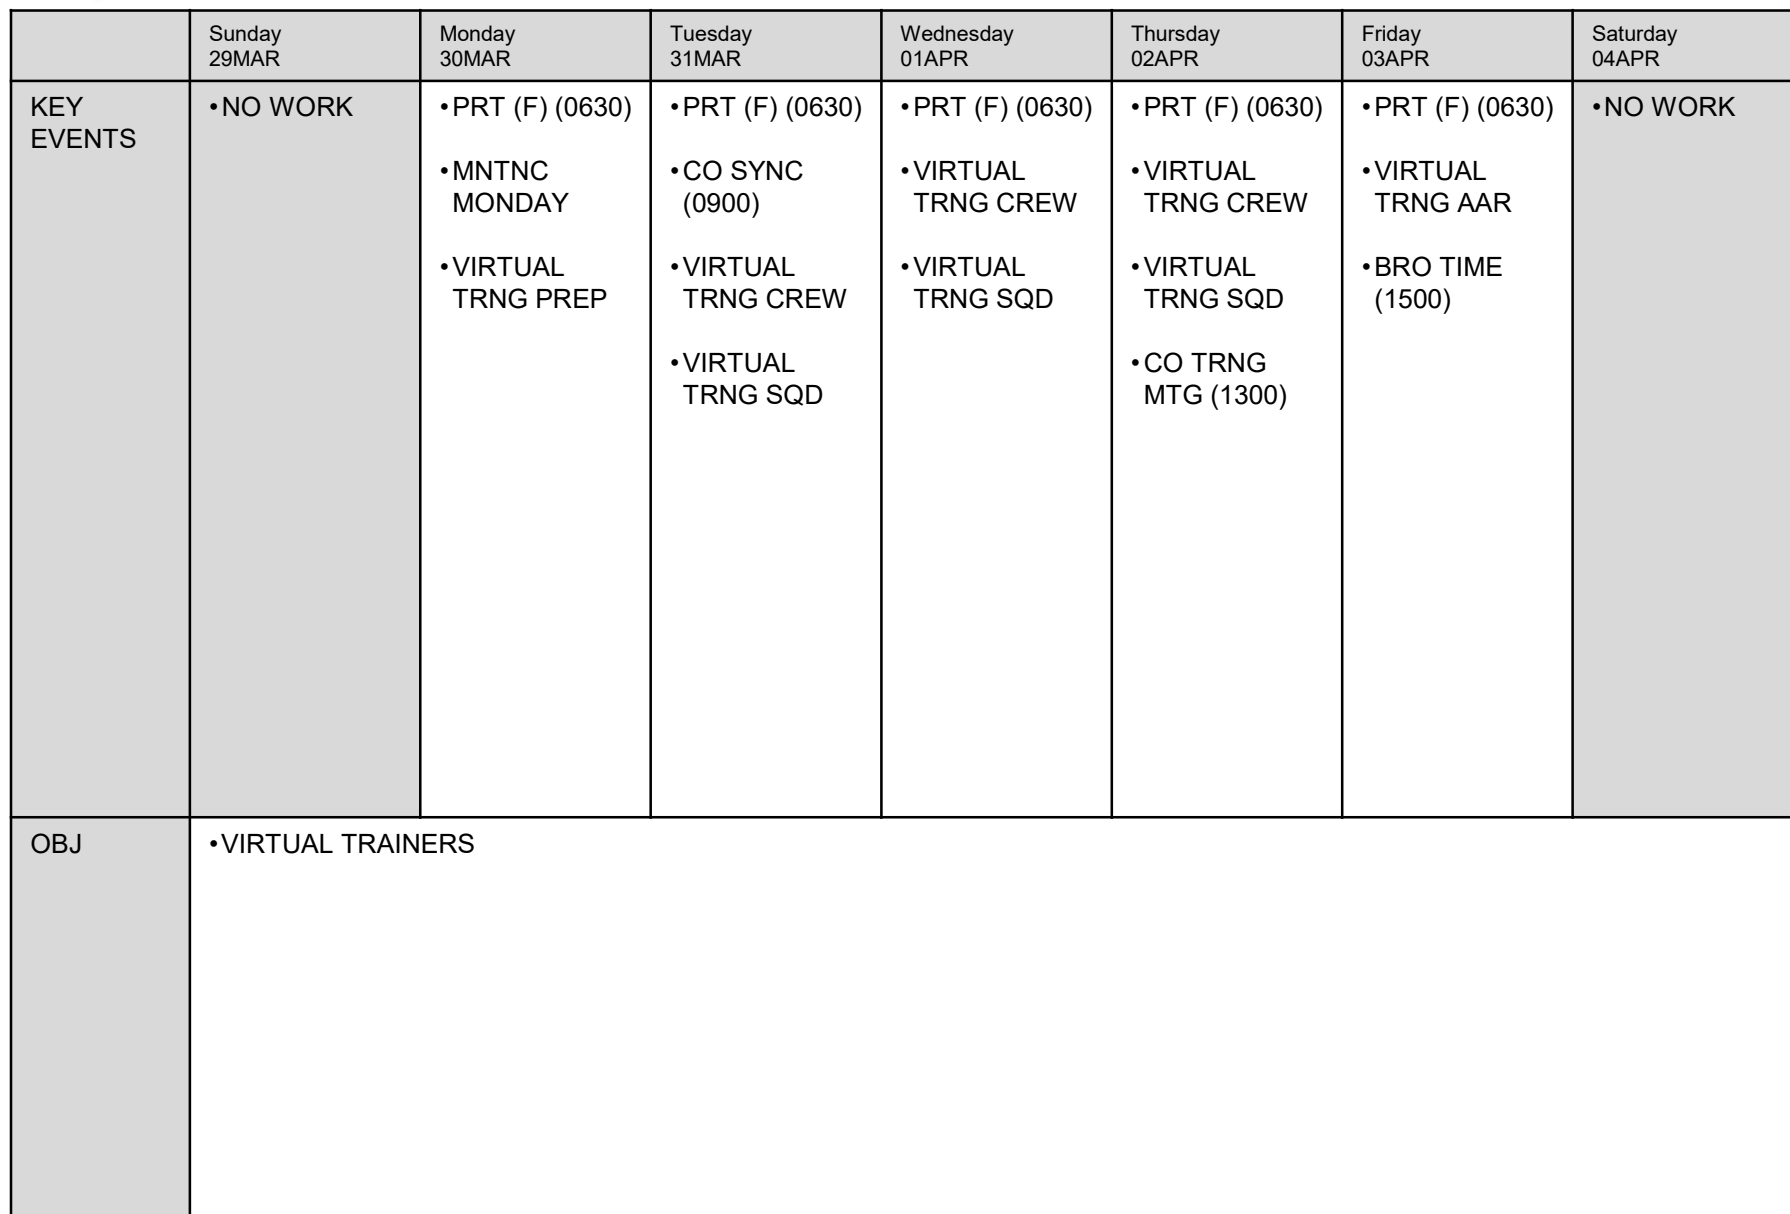 Sunday
29MAR
Monday
30MAR
Tuesday
31MAR
Wednesday
01APR
Thursday
02APR
Friday
03APR
Saturday
04APR
KEY
EVENTS
•NO WORK
•PRT (F) (0630)
•MNTNC
MONDAY
•VIRTUAL
TRNG PREP
•PRT (F) (0630)
•CO SYNC
(0900)
•VIRTUAL
TRNG CREW
•VIRTUAL
TRNG SQD
•PRT (F) (0630)
•VIRTUAL
TRNG CREW
•VIRTUAL
TRNG SQD
•PRT (F) (0630)
•VIRTUAL
TRNG CREW
•VIRTUAL
TRNG SQD
•CO TRNG
MTG (1300)
•PRT (F) (0630)
•VIRTUAL
TRNG AAR
•BRO TIME
(1500)
•NO WORK
OBJ
•VIRTUAL TRAINERS